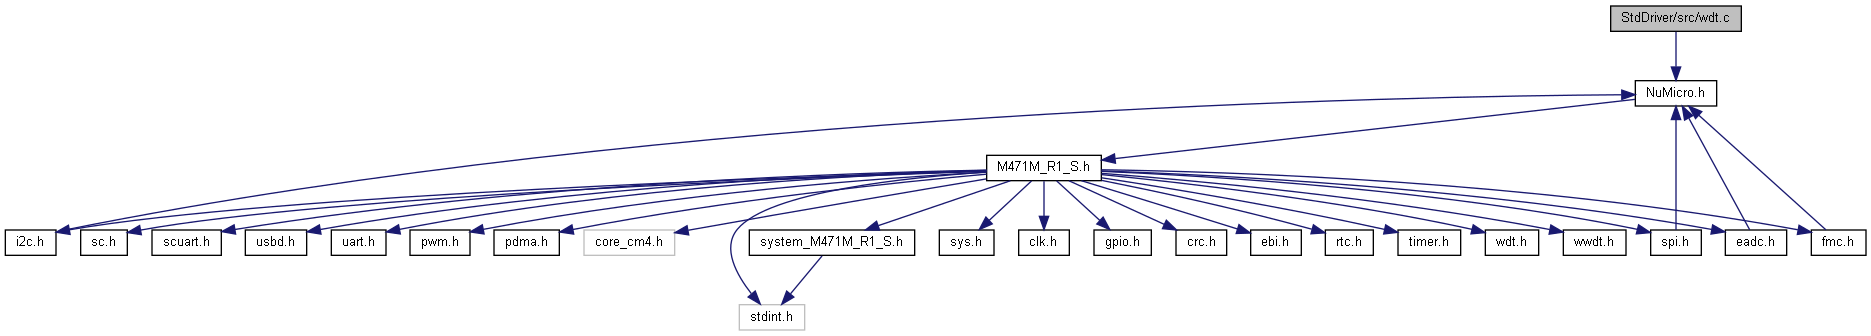 StdDriver/src/wdt.c
NuMicro.h
M471M_R1_S.h
i2c.h
sc.h
scuart.h
usbd.h
uart.h
pwm.h
pdma.h
core_cm4.h
system_M471M_R1_S.h
sys.h
clk.h
gpio.h
crc.h
ebi.h
rtc.h
timer.h
wdt.h
wwdt.h
spi.h
eadc.h
fmc.h
stdint.h